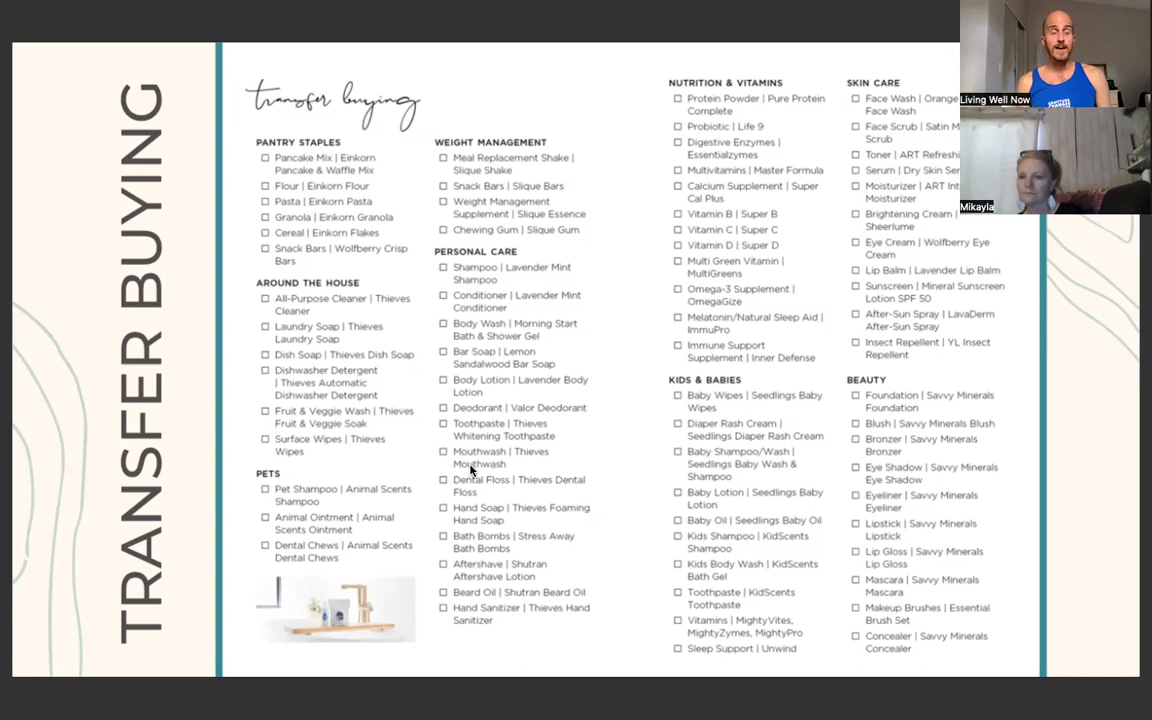 TRANSFER BUYING
transfer buying
PANTRY STAPLES
Pancake Mix | Einkorn
Pancake & Waffle Mix
Flour | Einkorn Flour
Pasta | Einkorn Pasta
Granola | Einkorn Granola
Cereal | Einkorn Flakes
Snack Bars | Wolfberry Crisp
Bars
AROUND THE HOUSE
All-Purpose Cleaner | Thieves
Cleaner
Laundry Soap | Thieves
Laundry Soap
Dish Soap | Thieves Dish Soap
Dishwasher Detergent
| Thieves Automatic
Dishwasher Detergent
Fruit & Veggie Wash | Thieves
Fruit & Veggie Soak
Surface Wipes | Thieves
Wipes
PETS
Pet Shampoo | Animal Scents
Shampoo
Animal Ointment | Animal
Scents Ointment
Dental Chews | Animal Scents
Dental Chews
WEIGHT MANAGEMENT
Meal Replacement Shake |
Slique Shake
Snack Bars | Slique Bars
Weight Management
Supplement | Slique Essence
Chewing Gum | Slique Gum
PERSONAL CARE
Shampoo | Lavender Mint
Shampoo
Conditioner | Lavender Mint
Conditioner
Body Wash | Morning Start
Bath & Shower Gel
Bar Soap | Lemon
Sandalwood Bar Soap
Body Lotion | Lavender Body
Lotion
Deodorant | Valor Deodorant
Toothpaste | Thieves
Whitening Toothpaste
Mouthwash | Thieves
Mouthwash
Dental Floss | Thieves Dental
Floss
Hand Soap | Thieves Foaming
Hand Soap
Bath Bombs | Stress Away
Bath Bombs
Aftershave | Shutran
Aftershave Lotion
Beard Oil | Shutran Beard Oil
Hand Sanitizer | Thieves Hand
Sanitizer
NUTRITION & VITAMINS
Protein Powder | Pure Protein
Complete
Probiotic | Life 9
Digestive Enzymes |
Essentialzymes
Multivitamins | Master Formula
Calcium Supplement | Super
Cal Plus
Vitamin B | Super B
Vitamin C | Super C
Vitamin D | Super D
Multi Green Vitamin |
MultiGreens
Omega-3 Supplement |
OmegaGize
Melatonin/Natural Sleep Aid |
ImmuPro
Immune Support
Supplement | Inner Defense
KIDS & BABIES
Baby Wipes | Seedlings Baby
Wipes
Diaper Rash Cream |
Seedlings Diaper Rash Cream
Baby Shampoo/Wash |
Seedlings Baby Wash &
Shampoo
Baby Lotion | Seedlings Baby
Lotion
Baby Oil | Seedlings Baby Oil
Kids Shampoo | KidScents
Shampoo
Kids Body Wash | KidScents
Bath Gel
Toothpaste | KidScents
Toothpaste
Vitamins | MightyVites,
MightyZymes, MightyPro
Sleep Support | Unwind
SKIN CARE
Face Wash | Orange
Face Wash
Face Scrub | Satin M
Scrub
Toner | ART Refreshi
Serum | Dry Skin Ser
Moisturizer | ART Int
Moisturizer
Brightening Cream |
Sheerlume
Eye Cream | Wolfberry Eye
Cream
Lip Balm | Lavender Lip Balm
Sunscreen | Mineral Sunscreen
Lotion SPF 50
After-Sun Spray | LavaDerm
After-Sun Spray
Insect Repellent | YL Insect
Repellent
BEAUTY
Foundation | Savvy Minerals
Foundation
Blush | Savvy Minerals Blush
Bronzer | Savvy Minerals
Bronzer
Eye Shadow | Savvy Minerals
Eye Shadow
Eyeliner | Savvy Minerals
Eyeliner
Lipstick | Savvy Minerals
Lipstick
Lip Gloss | Savvy Minerals
Lip Gloss
Mascara | Savvy Minerals
Mascara
Makeup Brushes | Essential
Brush Set
Concealer | Savvy Minerals
Concealer
Living Well Now
Mikayla